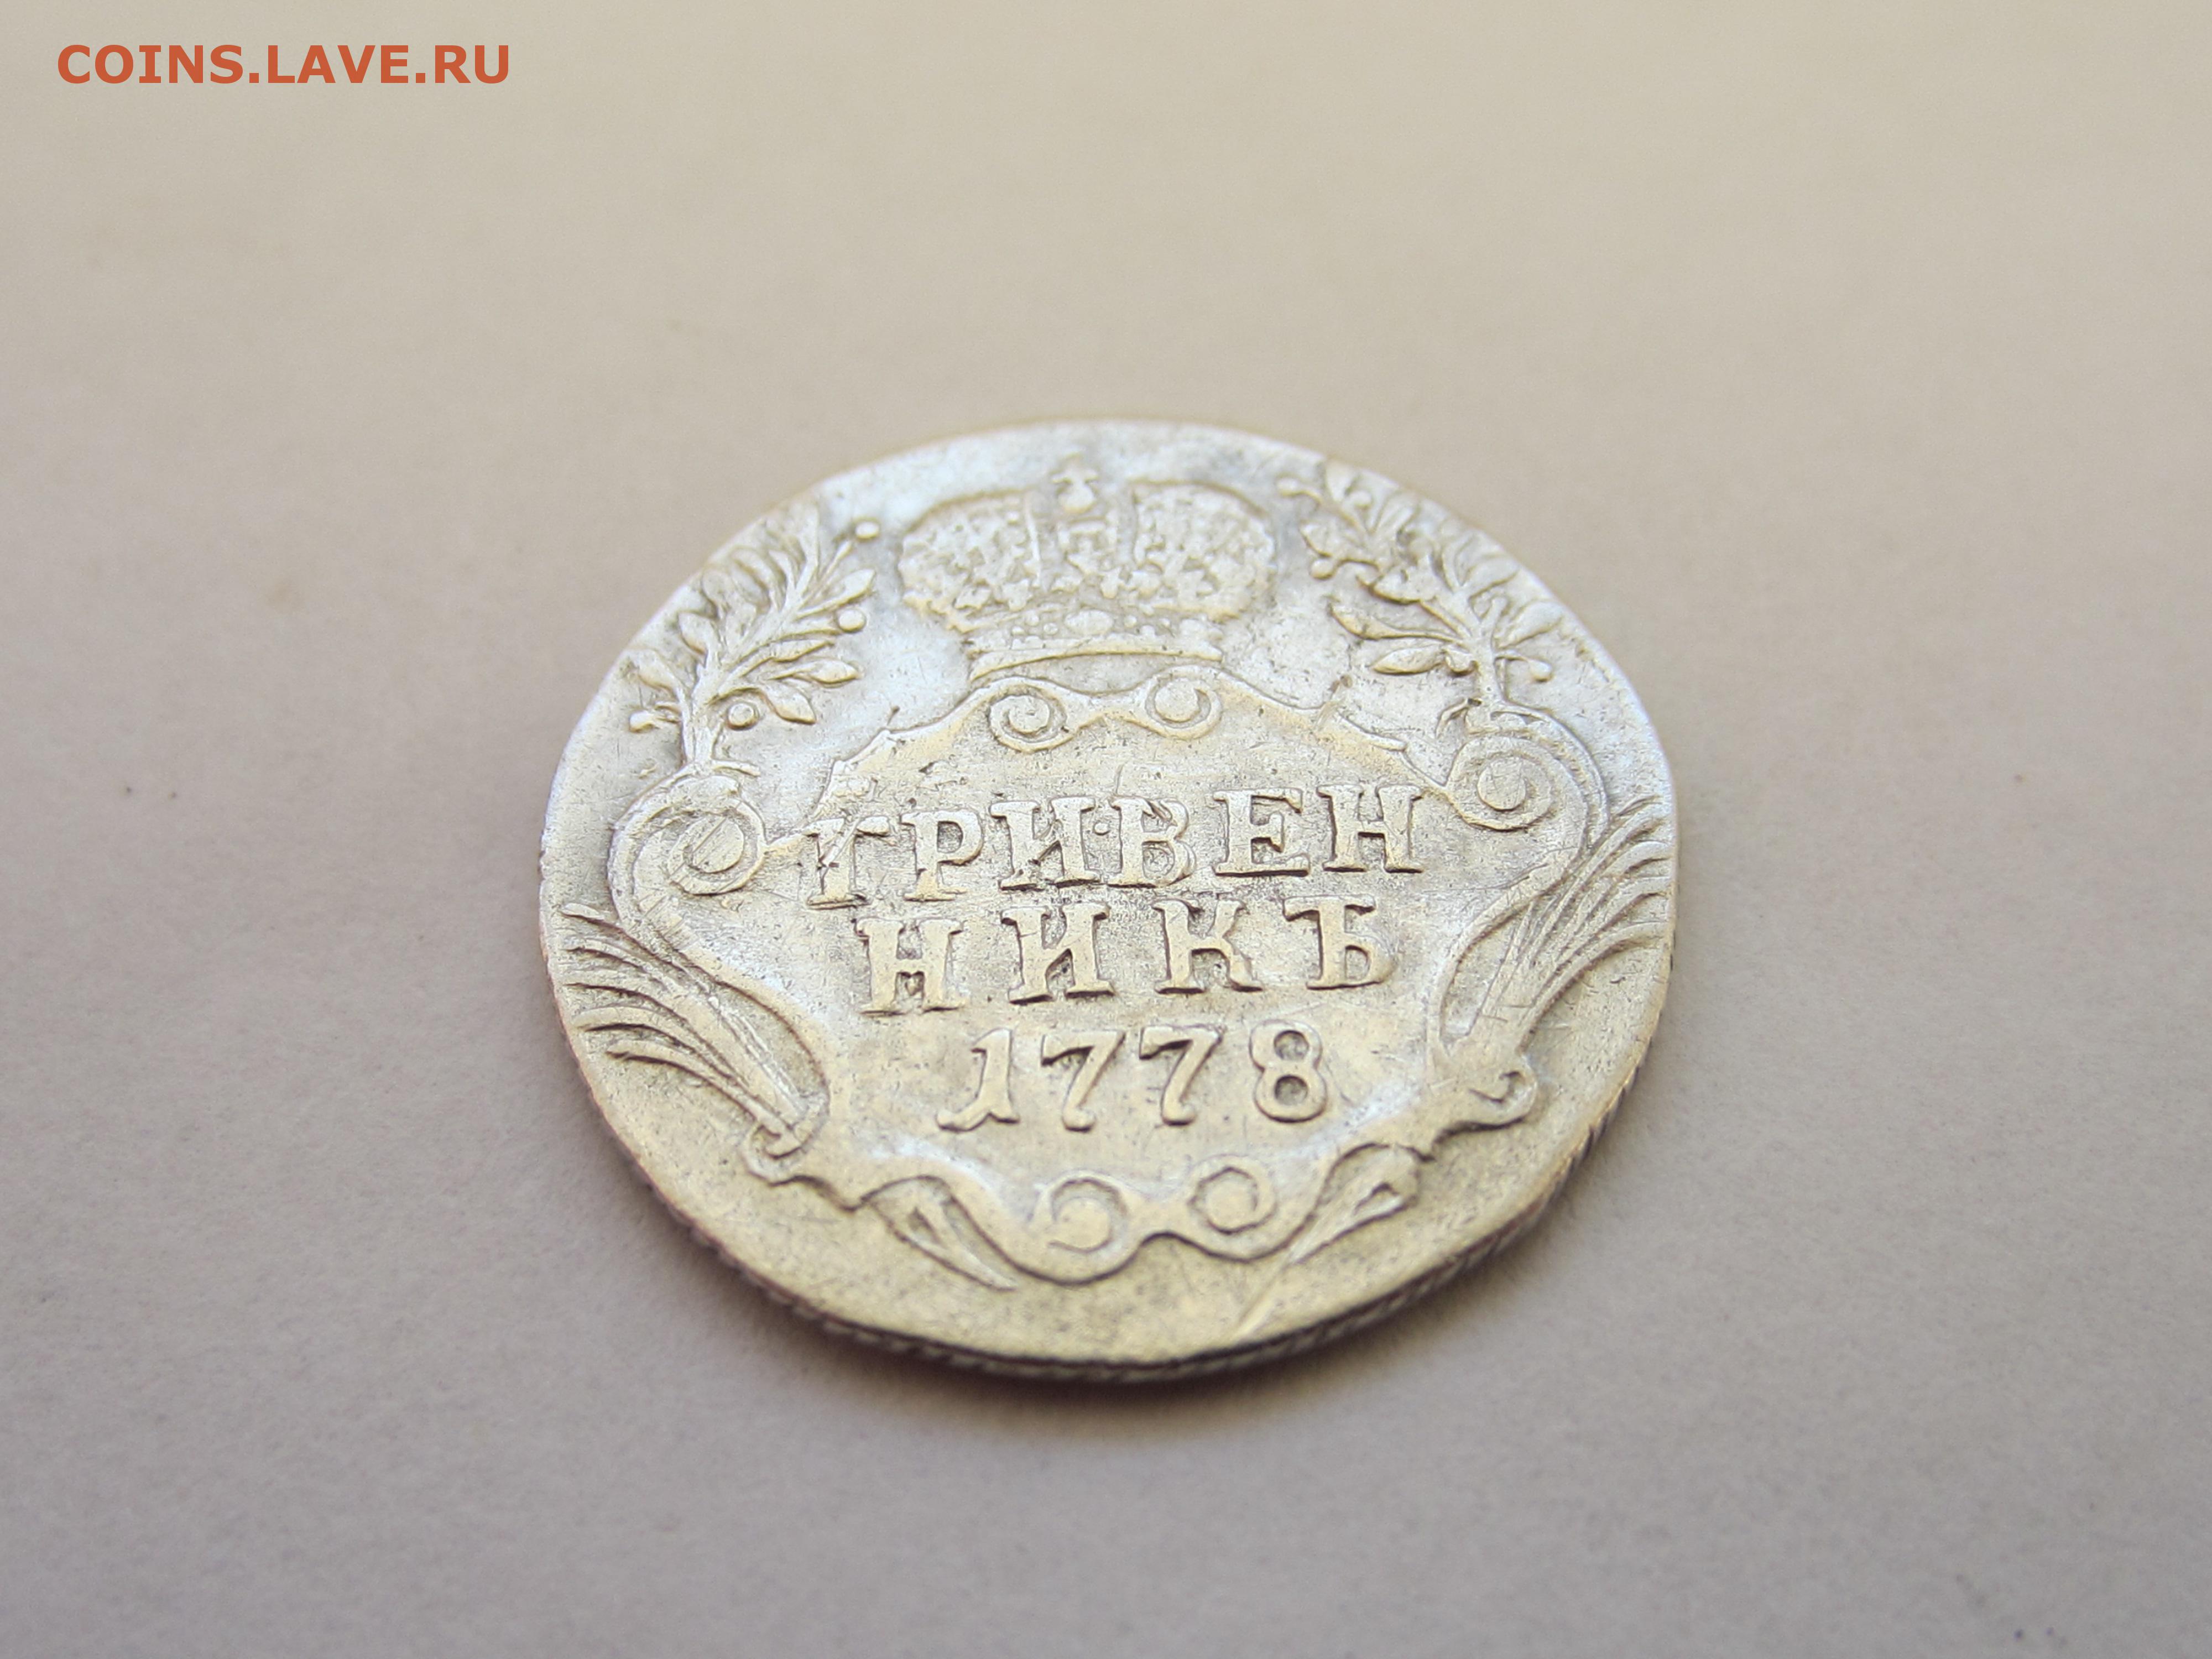 COINS.LAVE.RU
ГРИВЕН
НИКЪ
1778